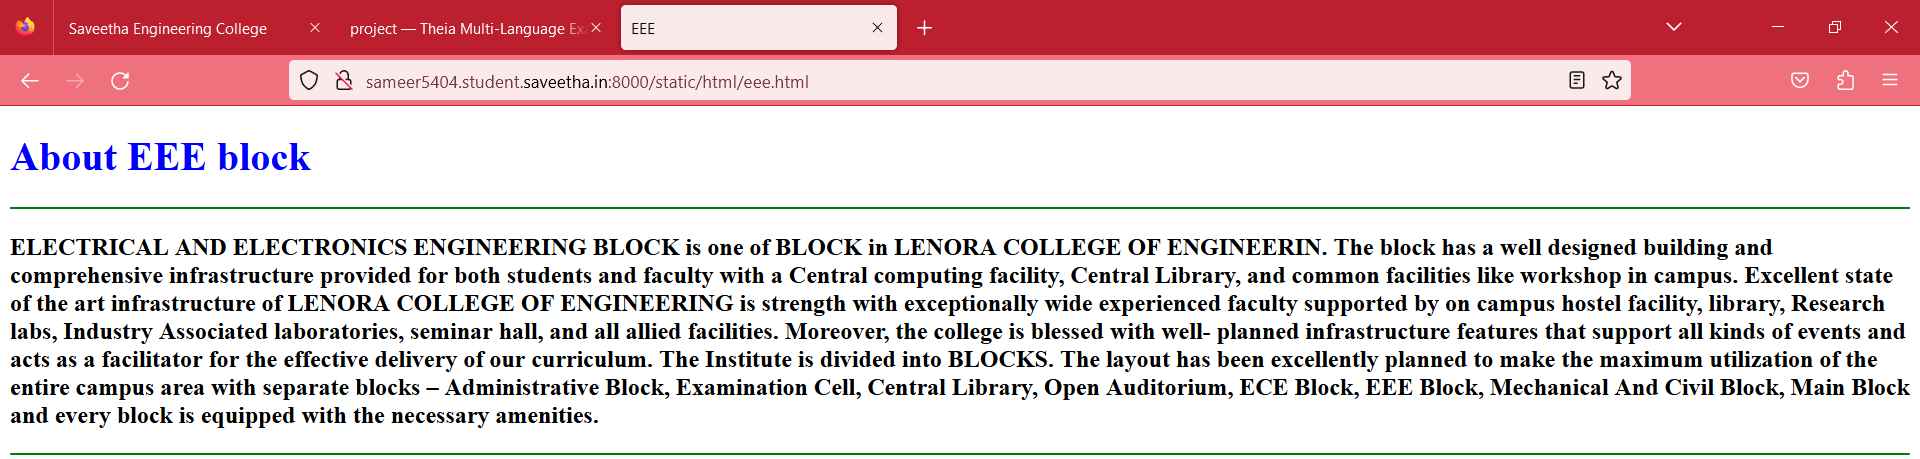 Saveetha Engineering College
project — Theia Multi-Language Ex
EEE
sameer5404.student.saveetha.in:8000/static/html/eee.html
About EEE block
ELECTRICAL AND ELECTRONICS ENGINEERING BLOCK is one of BLOCK in LENORA COLLEGE OF ENGINEERIN. The block has a well designed building and
comprehensive infrastructure provided for both students and faculty with a Central computing facility, Central Library, and common facilities like workshop in campus. Excellent state
of the art infrastructure of LENORA COLLEGE OF ENGINEERING is strength with exceptionally wide experienced faculty supported by on campus hostel facility, library, Research
labs, Industry Associated laboratories, seminar hall, and all allied facilities. Moreover, the college is blessed with well- planned infrastructure features that support all kinds of events and
acts as a facilitator for the effective delivery of our curriculum. The Institute is divided into BLOCKS. The layout has been excellently planned to make the maximum utilization of the
entire campus area with separate blocks – Administrative Block, Examination Cell, Central Library, Open Auditorium, ECE Block, EEE Block, Mechanical And Civil Block, Main Block
and every block is equipped with the necessary amenities.